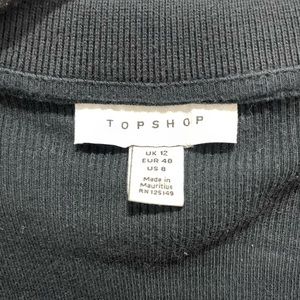 TOPSHOP
UK 12
EUR 40
US 8
Made in
Mauritius
RN 125149